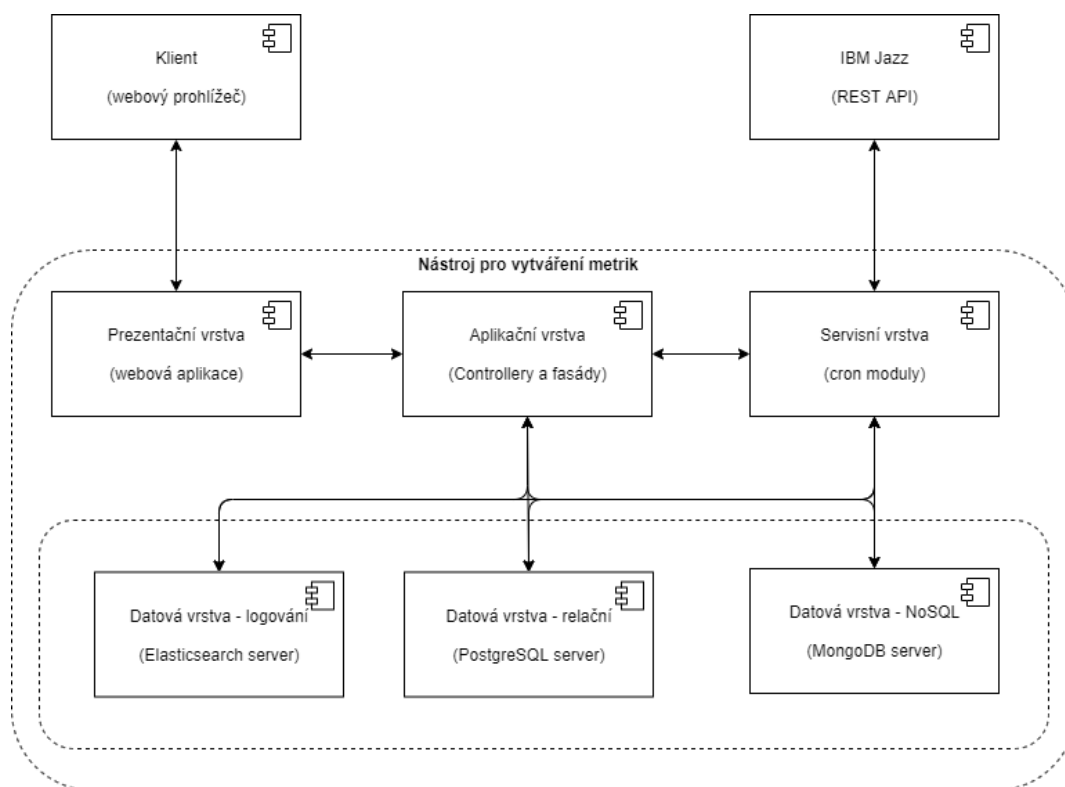 Klient
(webový prohlížeč)
IBM Jazz
(REST API)
Nástroj pro vytváření metrik
Prezentační vrstva
(webová aplikace)
Aplikační vrstva
(Controllery a fasády)
Servisní vrstva
(cron moduly)
Datová vrstva - logování
(Elasticsearch server)
Datová vrstva - relační
(PostgreSQL server)
Datová vrstva - NoSQL
(MongoDB server)